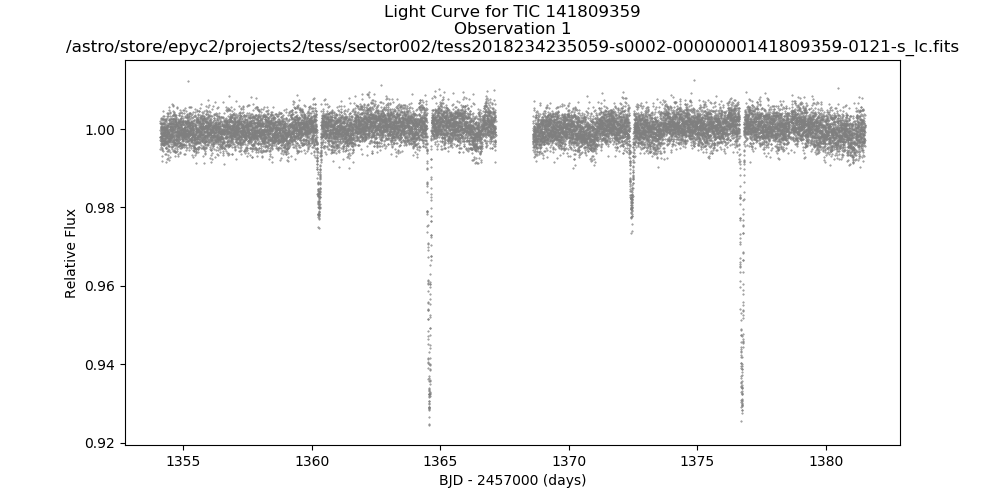 Light Curve for TIC 141809359
Observation 1
/astro/store/epyc2/projects2/tess/sector002/tess2018234235059-s0002-0000000141809359-0121-s_lc.fits
1.00
0.98
0.96
0.94
0.92
Relative Flux
1355
1360
1365
1370
1375
1380
BJD - 2457000 (days)